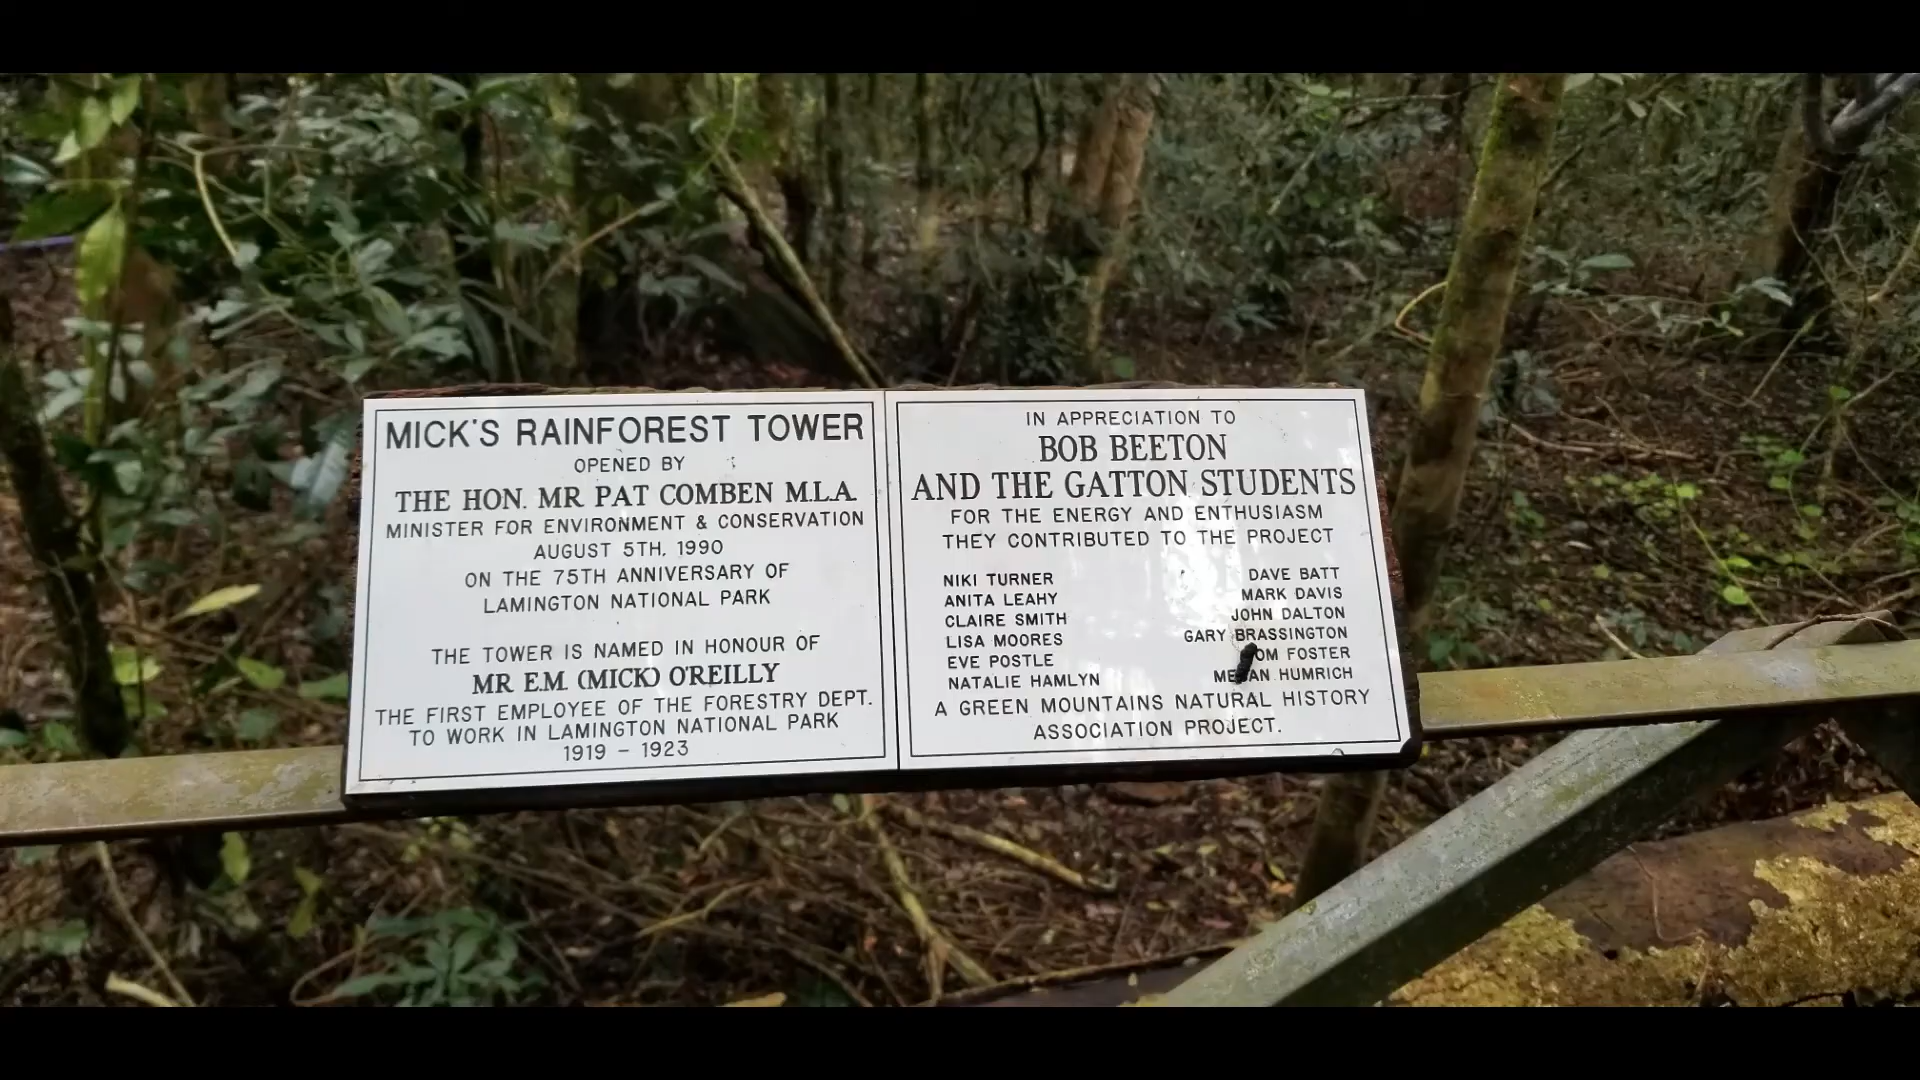 MICK'S RAINFOREST TOWER
OPENED BY
THE HON. MR PAT COMBEN M.L.A.
MINISTER FOR ENVIRONMENT & CONSERVATION
AUGUST 5TH, 1990
ON THE 75TH ANNIVERSARY OF
LAMINGTON NATIONAL PARK
THE TOWER IS NAMED IN HONOUR OF
MR E.M. (MICK) O'REILLY
THE FIRST EMPLOYEE OF THE FORESTRY DEPT.
TO WORK IN LAMINGTON NATIONAL PARK
1919 - 1923
IN APPRECIATION TO
BOB BEETON
AND THE GATTON STUDENTS
FOR THE ENERGY AND ENTHUSIASM
THEY CONTRIBUTED TO THE PROJECT
NIKI TURNER
ANITA LEAHY
CLAIRE SMITH
LISA MOORES
EVE POSTLE
NATALIE HAMLYN
DAVE BATT
MARK DAVIS
JOHN DALTON
GARY BRASSINGTON
FOSTER
HUMRICH
A GREEN MOUNTAINS NATURAL HISTORY
ASSOCIATION PROJECT.